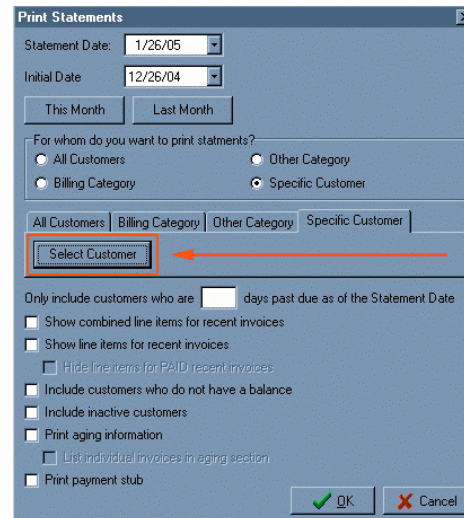 Print Statements
Statement Date: 1/26/05
Initial Date 12/26/04
This Month Last Month
For whom do you want to print statments?
All Customers Other Category
Billing Category Specific Customer
All Customers Billing Category Other Category Specific Customer
Select Customer
Only include customers who are days past due as of the Statement Date
Show combined line items for recent invoices
Show line items for recent invoices
Hide line items for PAID recent invoices
Include customers who do not have a balance
Include inactive customers
Print aging information
List individual invoices in aging section
Print payment stub
OK Cancel